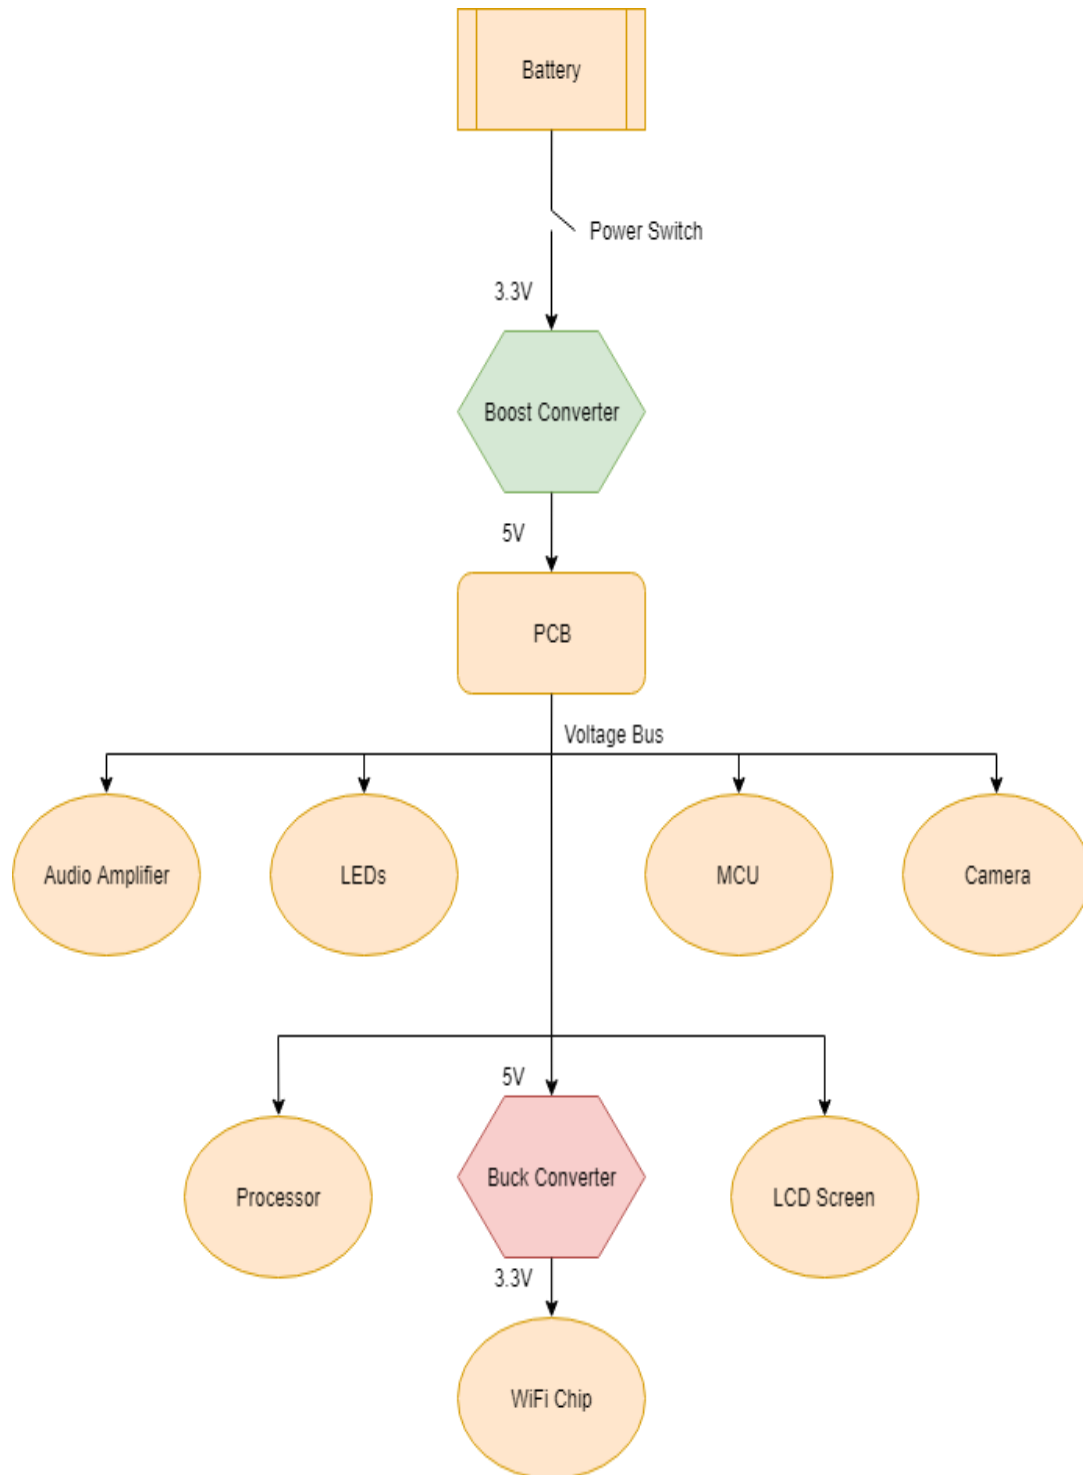 Battery
Power Switch
3.3V
Boost Converter
5V
PCB
Voltage Bus
Audio Amplifier
LEDs
MCU
Camera
5V
Processor
Buck Converter
LCD Screen
3.3V
WiFi Chip